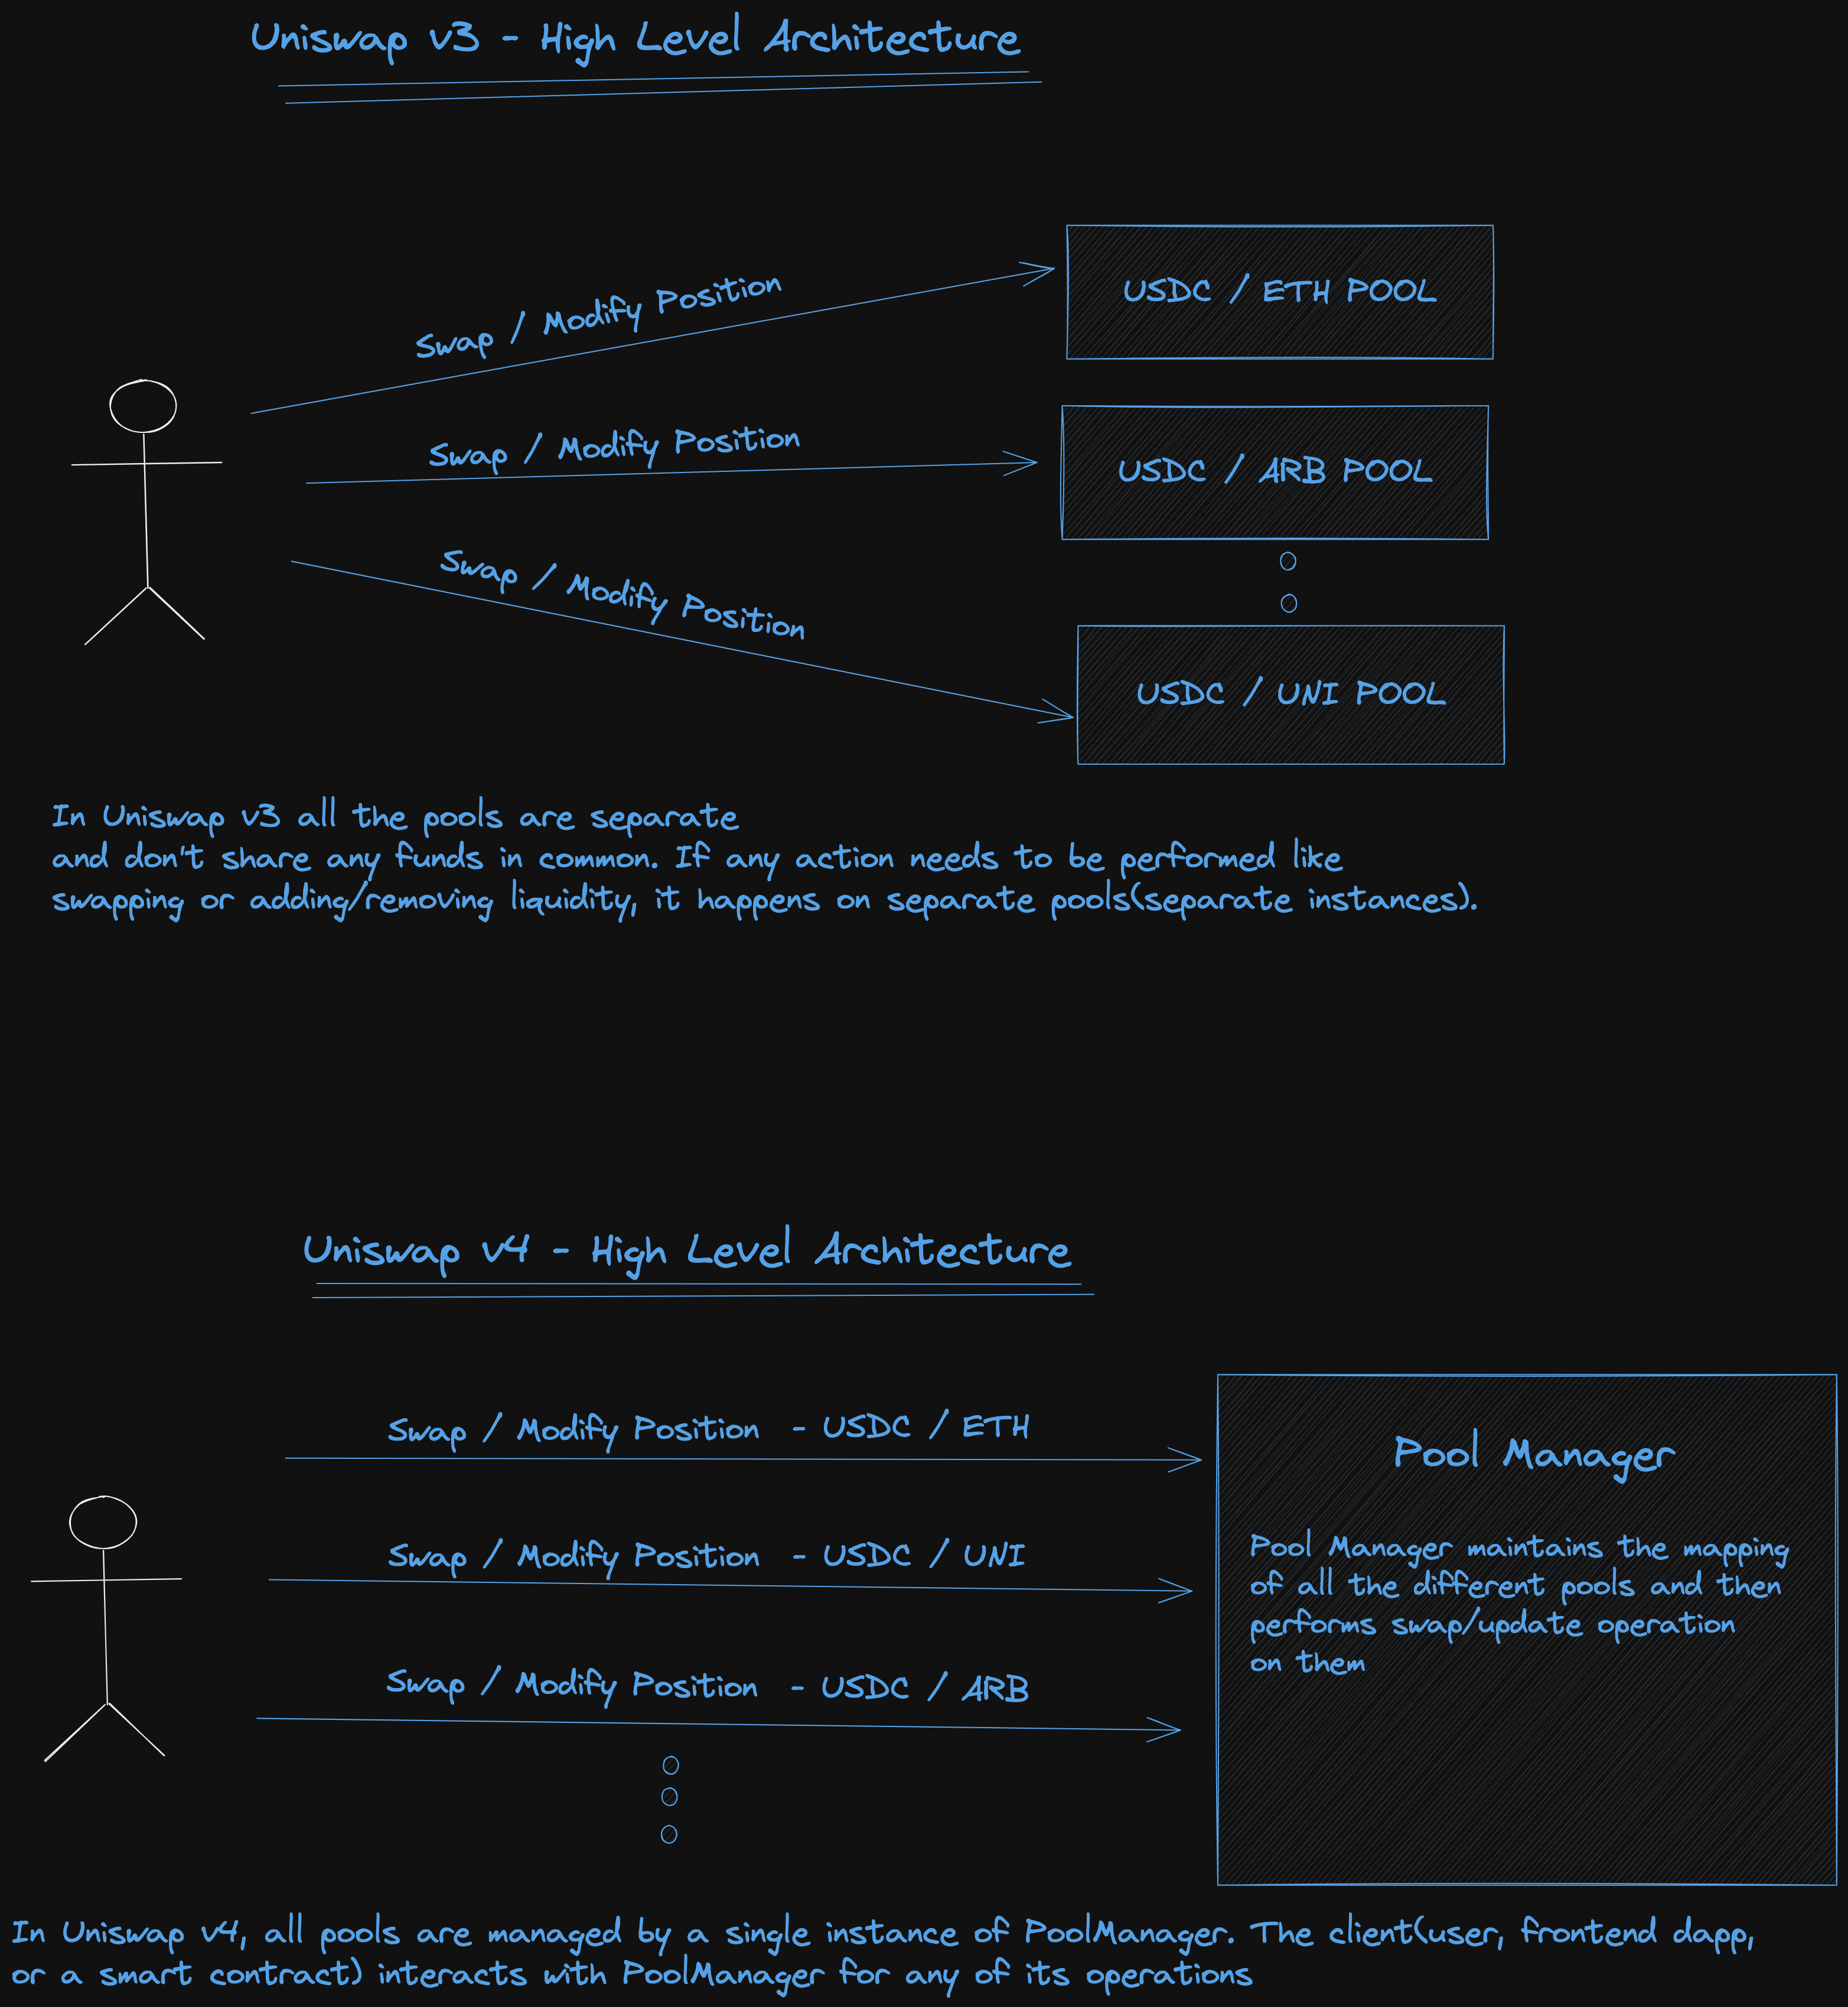 Uniswap v3 - High Level Architecture
Swap / Modify Position
USDC / ETH POOL
Swap / Modify Position
USDC / ARB POOL
Swap / Modify Position
USDC / UNI POOL
In Uniswap v3 all the pools are separate
and don't share any funds in common. If any action needs to be performed like
swapping or adding/removing liquidity, it happens on separate pools(separate instances).
Uniswap v4 - High Level Architecture
Swap / Modify Position - USDC / ETH
Swap / Modify Position - USDC / UNI
Swap / Modify Position - USDC / ARB
Pool Manager
Pool Manager maintains the mapping
of all the different pools and then
performs swap/update operation
on them
In Uniswap v4, all pools are managed by a single instance of PoolManager. The client(user, frontend dapp,
or a smart contract) interacts with PoolManager for any of its operations